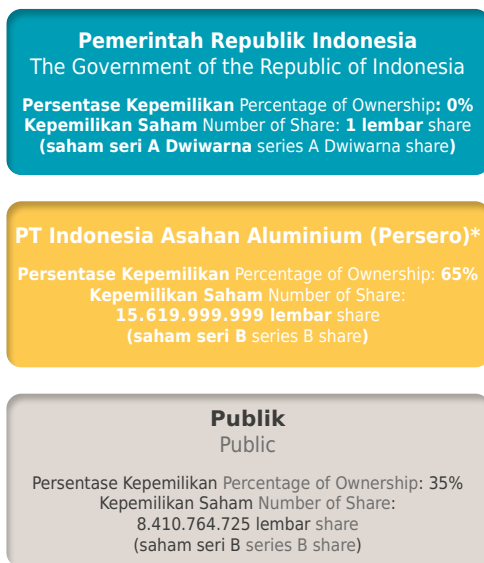 Pemerintah Republik Indonesia
The Government of the Republic of Indonesia
Persentase Kepemilikan Percentage of Ownership: 0%
Kepemilikan Saham Number of Share: 1 lembar share
(saham seri A Dwiwarna series A Dwiwarna share)
PT Indonesia Asahan Aluminium (Persero)*
Persentase Kepemilikan Percentage of Ownership: 65%
Kepemilikan Saham Number of Share:
15.619.999.999 lembar share
(saham seri B series B share)
Publik
Public
Persentase Kepemilikan Percentage of Ownership: 35%
Kepemilikan Saham Number of Share:
8.410.764.725 lembar share
(saham seri B series B share)